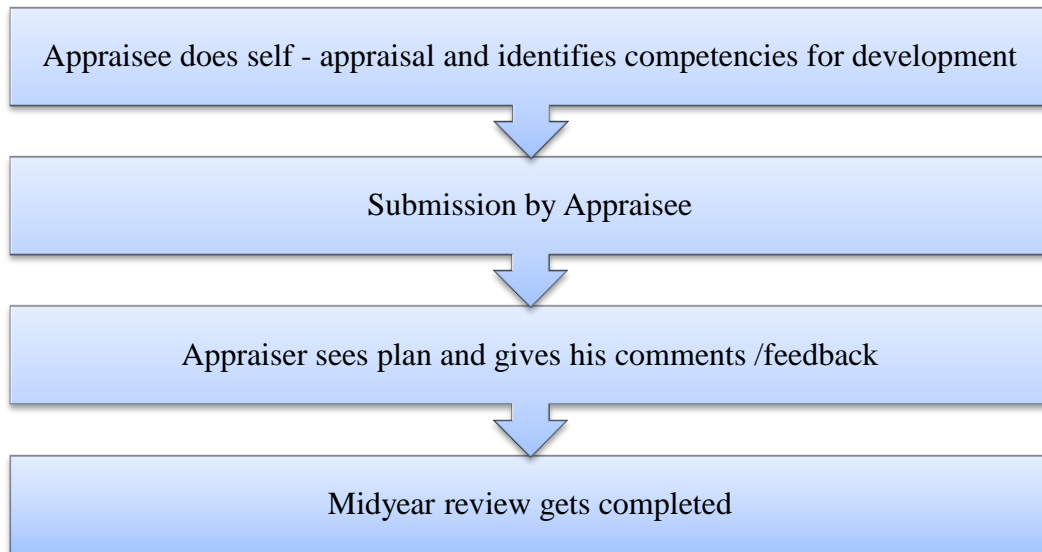 Appraisee does self - appraisal and identifies competencies for development
Submission by Appraisee
Appraiser sees plan and gives his comments /feedback
Midyear review gets completed